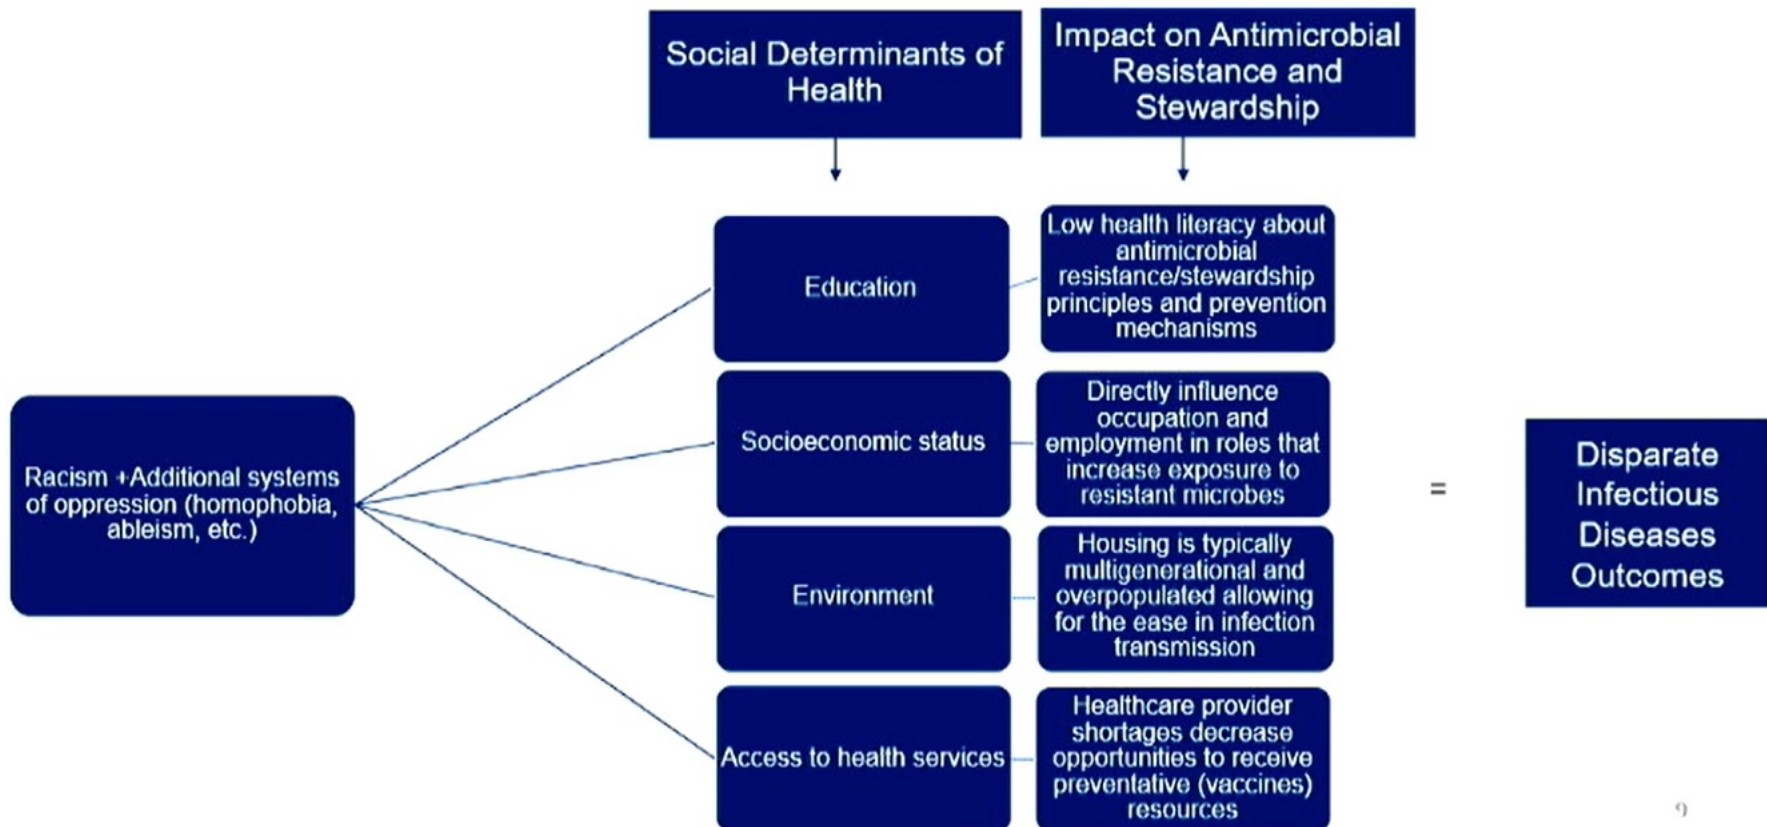 Social Determinants of
Health
Impact on Antimicrobial
Resistance and
Stewardship
Racism +Additional systems
of oppression (homophobia,
ableism, etc.)
Education
Low health literacy about
antimicrobial
resistance/stewardship
principles and prevention
mechanisms
Socioeconomic status
Directly influence
occupation and
employment in roles that
increase exposure to
resistant microbes
Environment
Housing is typically
multigenerational and
overpopulated allowing
for the ease in infection
transmission
Access to health services
Healthcare provider
shortages decrease
opportunities to receive
preventative (vaccines)
resources
=
Disparate
Infectious
Diseases
Outcomes
9